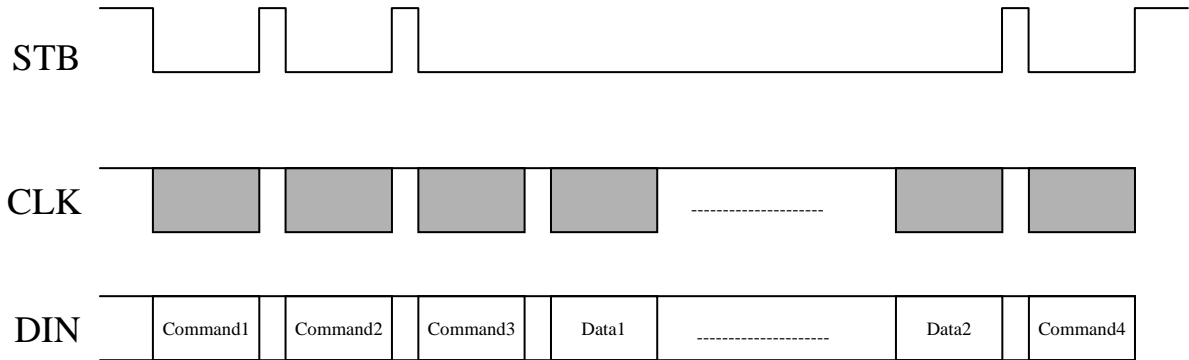 STB
CLK
DIN
Command1 Command2 Command3 Data1 Data2 Command4